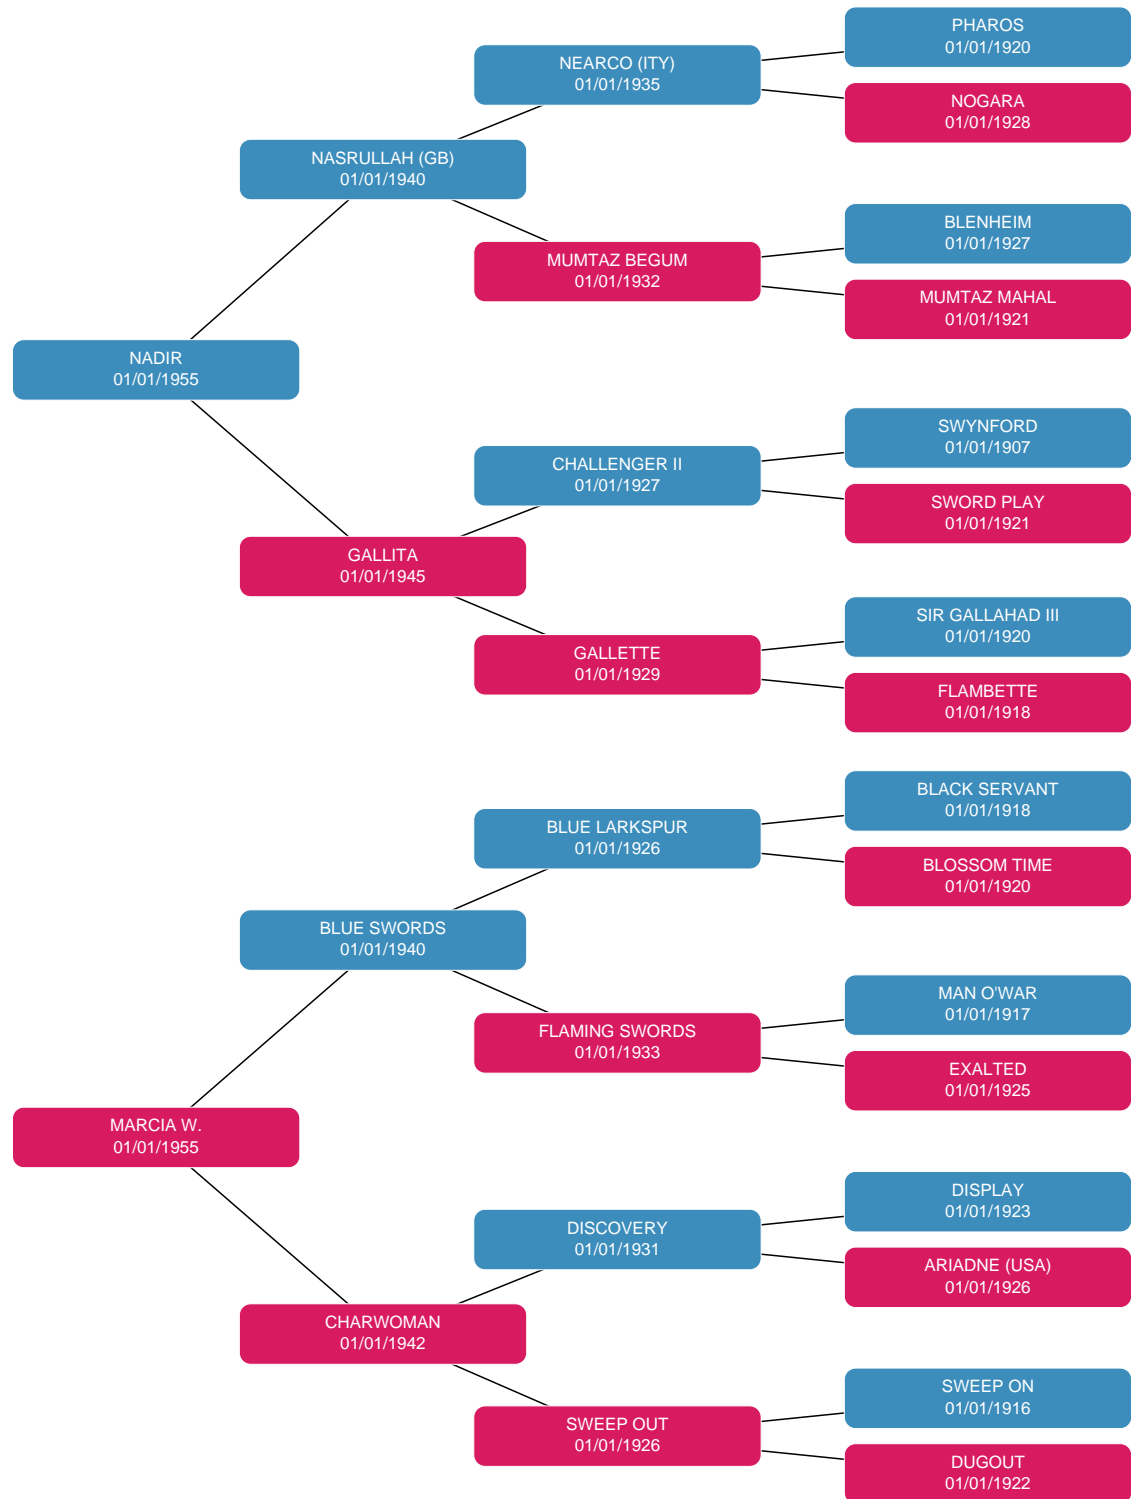 PHAROS
01/01/1920
NEARCO (ITY)
01/01/1935
NOGARA
01/01/1928
NASRULLAH (GB)
01/01/1940
BLENHEIM
01/01/1927
MUMTAZ BEGUM
01/01/1932
MUMTAZ MAHAL
01/01/1921
NADIR
01/01/1955
SWYNFORD
01/01/1907
CHALLENGER II
01/01/1927
SWORD PLAY
01/01/1921
GALLITA
01/01/1945
SIR GALLAHAD III
01/01/1920
GALLETTE
01/01/1929
FLAMBETTE
01/01/1918
BLACK SERVANT
01/01/1918
BLUE LARKSPUR
01/01/1926
BLOSSOM TIME
01/01/1920
BLUE SWORDS
01/01/1940
MAN O'WAR
01/01/1917
FLAMING SWORDS
01/01/1933
EXALTED
01/01/1925
MARCIA W.
01/01/1955
DISPLAY
01/01/1923
DISCOVERY
01/01/1931
ARIADNE (USA)
01/01/1926
CHARWOMAN
01/01/1942
SWEEP ON
01/01/1916
SWEEP OUT
01/01/1926
DUGOUT
01/01/1922